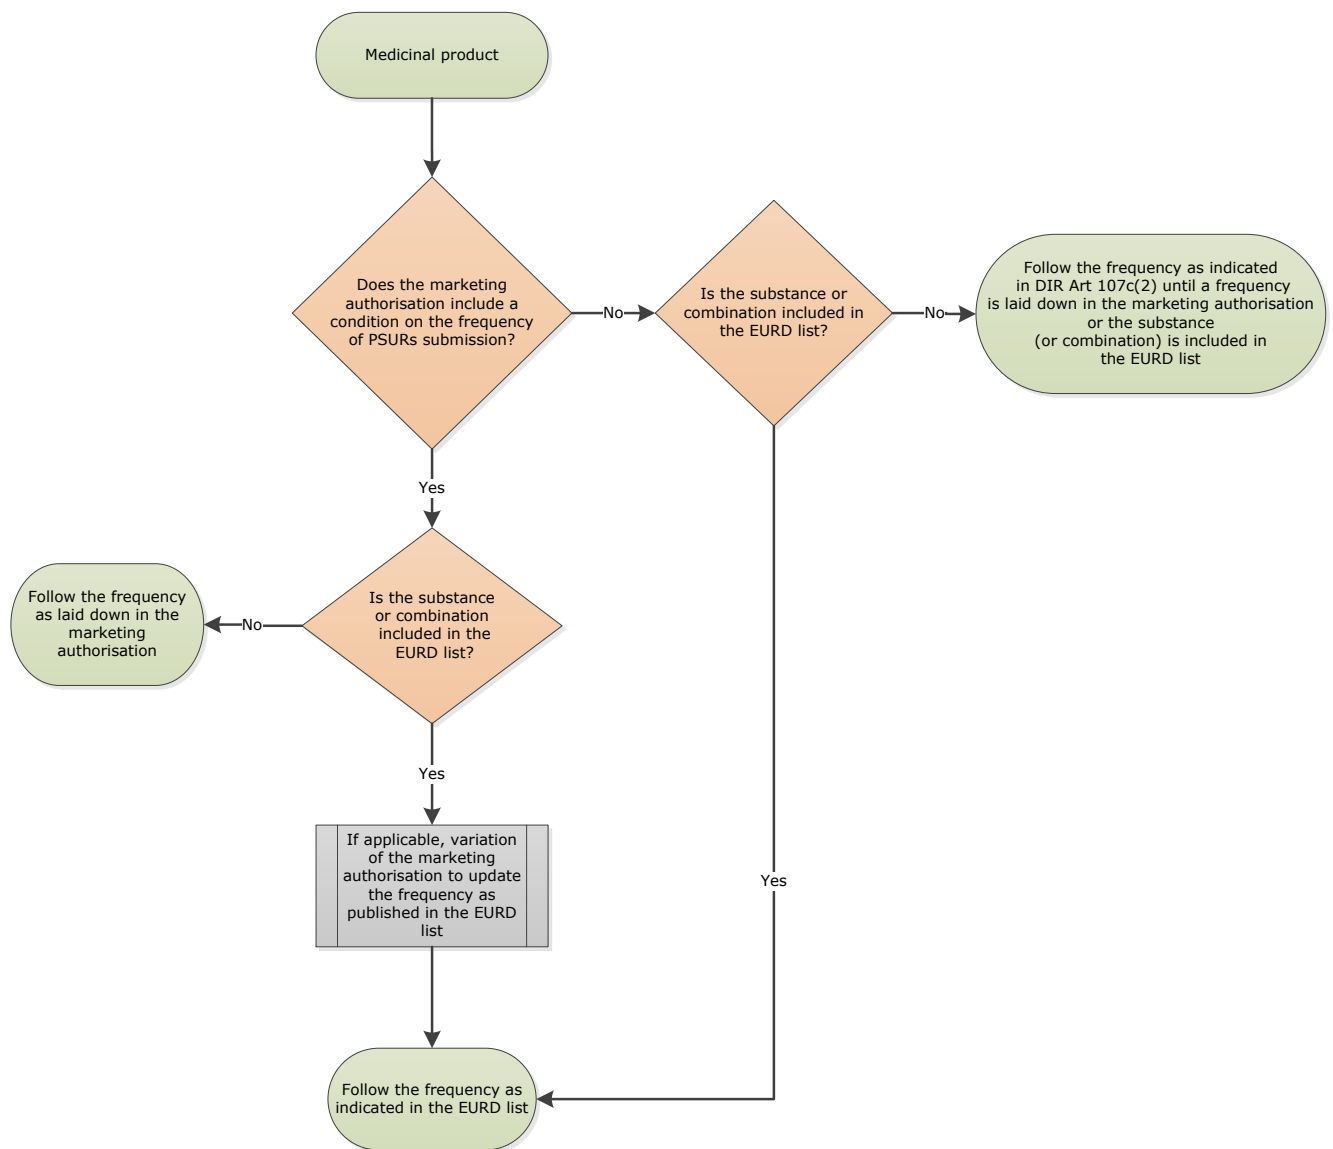 Medicinal product
Does the marketing
authorisation include a
condition on the frequency
of PSURs submission?
No
Is the substance or
combination included in
the EURD list?
No
Follow the frequency as indicated
in DIR Art 107c(2) until a frequency
is laid down in the marketing authorisation
or the substance
(or combination) is included in
the EURD list
Yes
Follow the frequency
as laid down in the
marketing
authorisation
No
Is the substance
or combination
included in the
EURD list?
Yes
If applicable, variation
of the marketing
authorisation to update
the frequency as
published in the EURD
list
Yes
Follow the frequency as
indicated in the EURD list